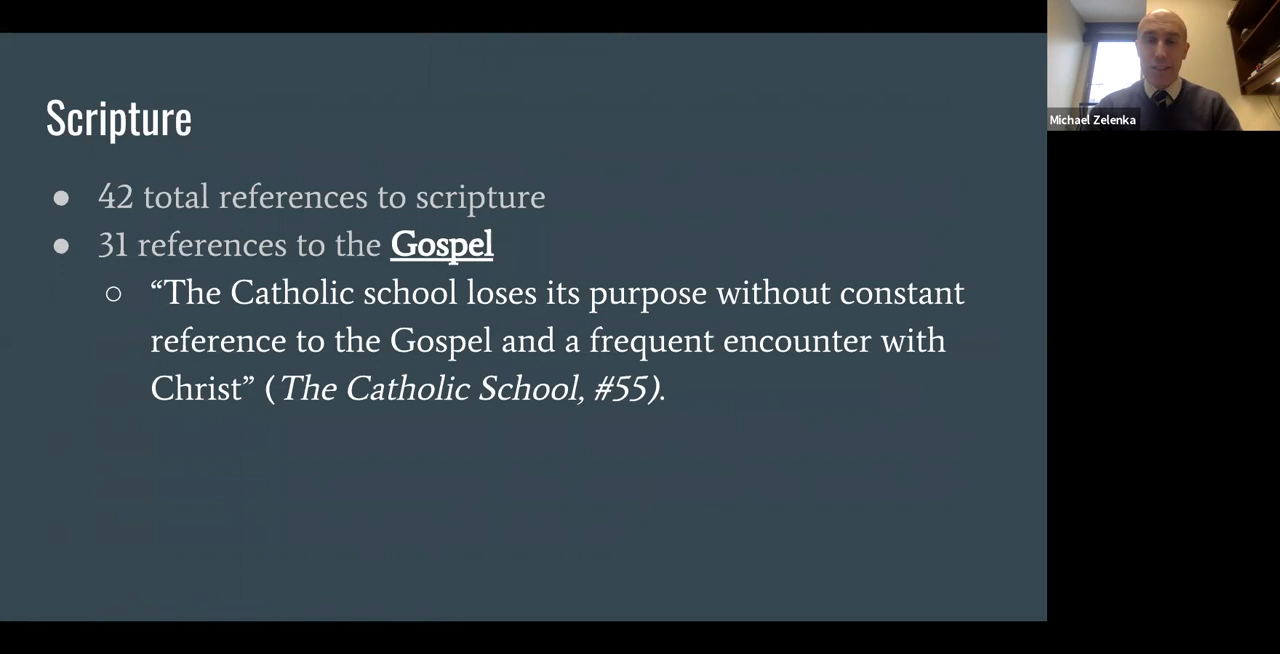 Scripture
● 42 total references to scripture
● 31 references to the Gospel
○ “The Catholic school loses its purpose without constant
reference to the Gospel and a frequent encounter with
Christ” (The Catholic School, #55).
Michael Zelenka